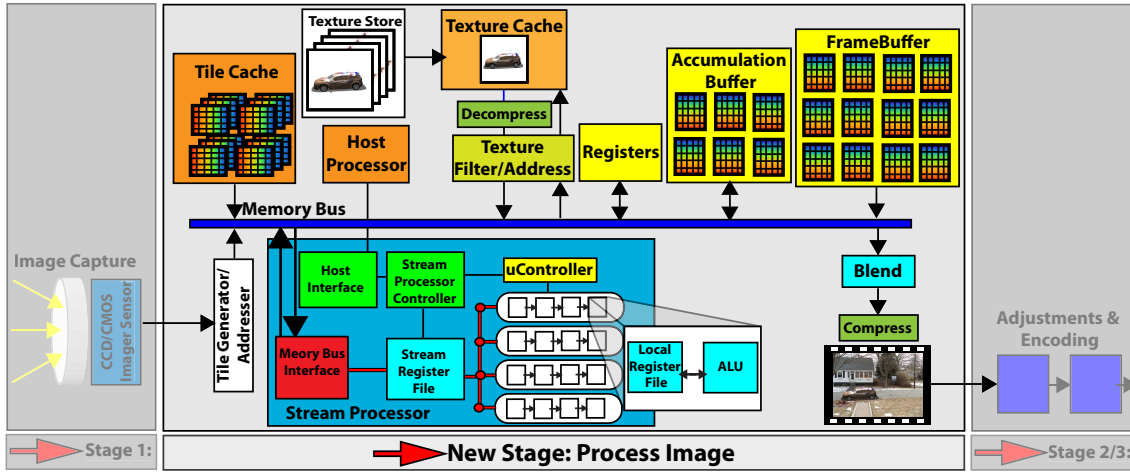 Image Capture
CCD/CMOS
Imager Sensor
Stage 1:
Tile Cache
Texture Store
Texture Cache
Decompress
Host
Processor
Texture
Filter/Address
Registers
Accumulation
Buffer
FrameBuffer
Memory Bus
Tile Generator/
Addresser
Host
Interface
Stream
Processor
Controller
uController
Meory Bus
Interface
Stream
Register
File
Local
Register
File
ALU
Stream Processor
Blend
Compress
New Stage: Process Image
Adjustments &
Encoding
Stage 2/3: